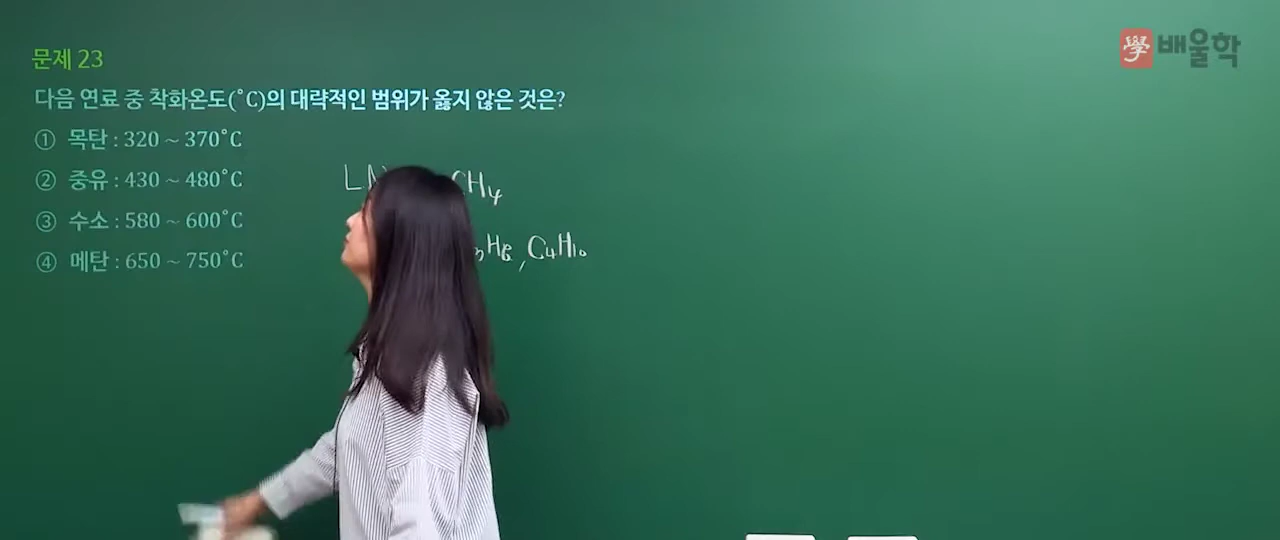 學 배울학
문제 23
다음 연료 중 착화온도(°C)의 대략적인 범위가 옳지 않은 것은?
① 목탄 : 320 ~ 370°C
② 중유 : 430 ~ 480°C
③ 수소 : 580 ~ 600°C
④ 메탄 : 650 ~ 750°C
CH₄
, C₄H₁₀